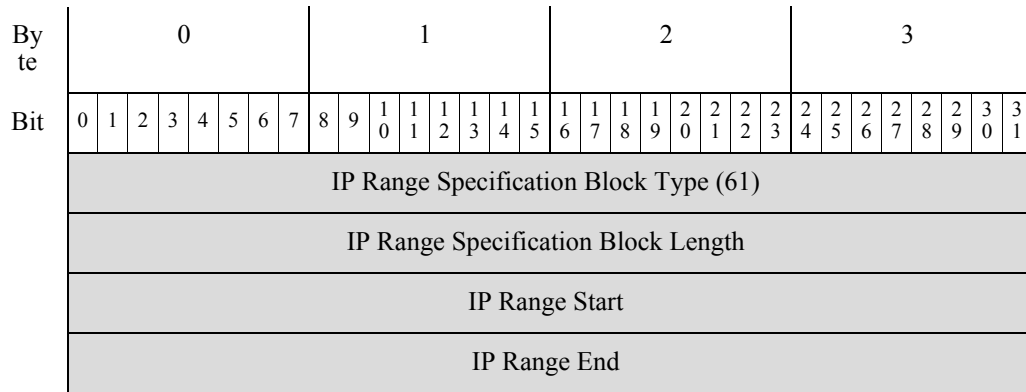 Byte 0 1 2 3
Bit 0 1 2 3 4 5 6 7 8 9 10 11 12 13 14 15 16 17 18 19 20 21 22 23 24 25 26 27 28 29 30 31
IP Range Specification Block Type (61)
IP Range Specification Block Length
IP Range Start
IP Range End